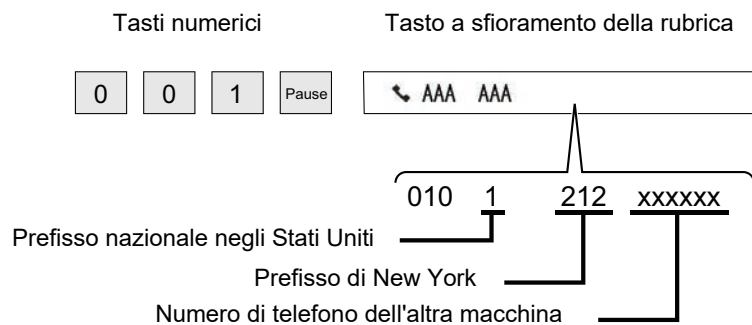 Tasti numerici Tasto a sfioramento della rubrica
0 0 1 Pause AAA AAA
010 1 212 xxxxxx
Prefisso nazionale negli Stati Uniti
Prefisso di New York
Numero di telefono dell'altra macchina